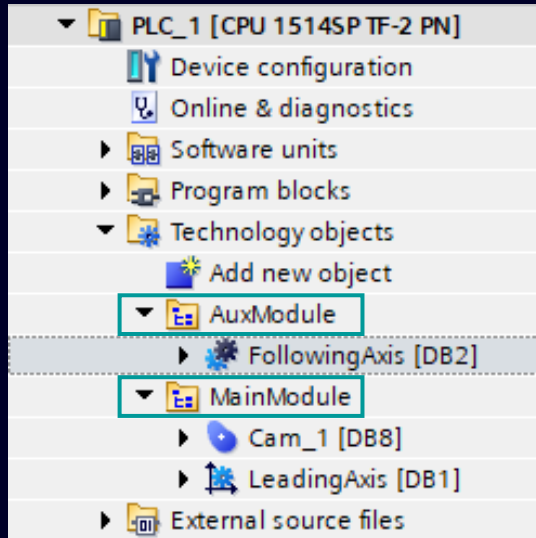 PLC_1 [CPU 1514SP TF-2 PN]
Device configuration
Online & diagnostics
Software units
Program blocks
Technology objects
Add new object
AuxModule
FollowingAxis [DB2]
MainModule
Cam_1 [DB8]
LeadingAxis [DB1]
External source files